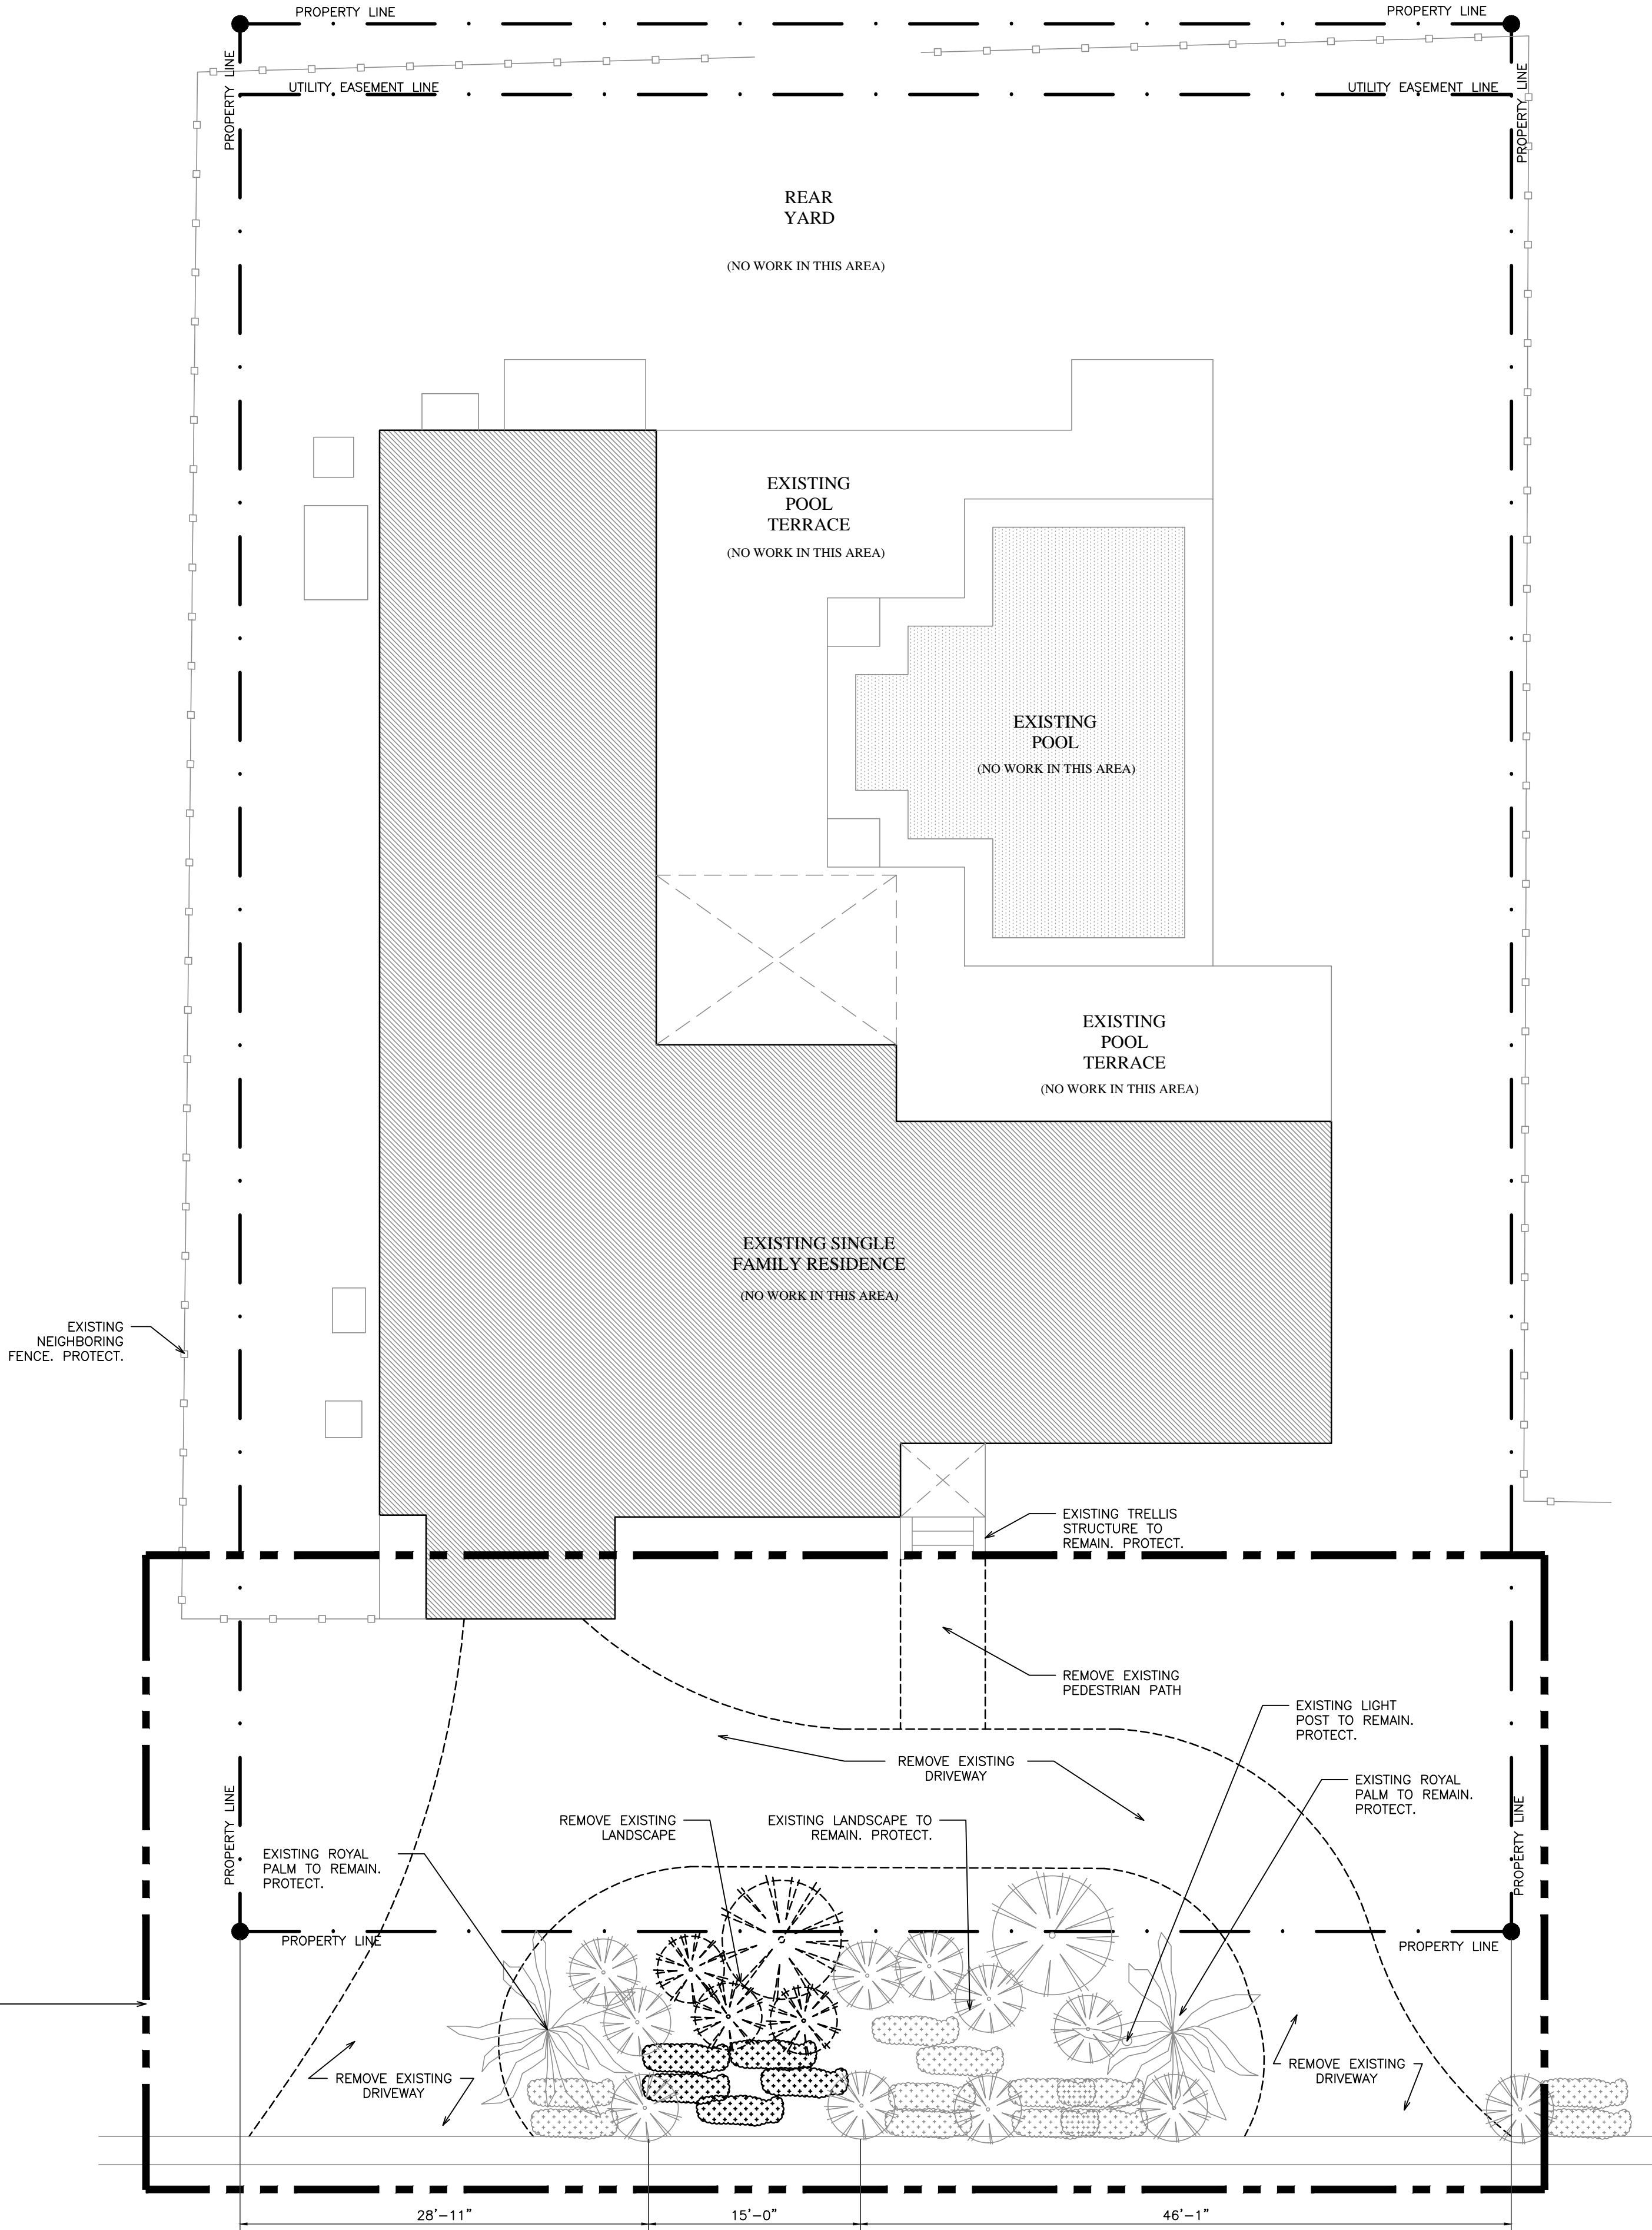 PROPERTY LINE
PROPERTY LINE
PROPERTY LINE
PROPERTY LINE
UTILITY EASEMENT LINE
UTILITY EASEMENT LINE
REAR
YARD
(NO WORK IN THIS AREA)
EXISTING
POOL
TERRACE
(NO WORK IN THIS AREA)
EXISTING
POOL
(NO WORK IN THIS AREA)
EXISTING
POOL
TERRACE
(NO WORK IN THIS AREA)
EXISTING SINGLE
FAMILY RESIDENCE
(NO WORK IN THIS AREA)
EXISTING
NEIGHBORING
FENCE. PROTECT.
EXISTING TRELLIS
STRUCTURE TO
REMAIN. PROTECT.
REMOVE EXISTING
PEDESTRIAN PATH
EXISTING LIGHT
POST TO REMAIN.
PROTECT.
REMOVE EXISTING
DRIVEWAY
EXISTING ROYAL
PALM TO REMAIN.
PROTECT.
REMOVE EXISTING
LANDSCAPE
EXISTING LANDSCAPE TO
REMAIN. PROTECT.
PROPERTY LINE
PROPERTY LINE
EXISTING ROYAL
PALM TO REMAIN.
PROTECT.
PROPERTY LINE
PROPERTY LINE
REMOVE EXISTING
DRIVEWAY
REMOVE EXISTING
DRIVEWAY
28'-11"
15'-0"
46'-1"